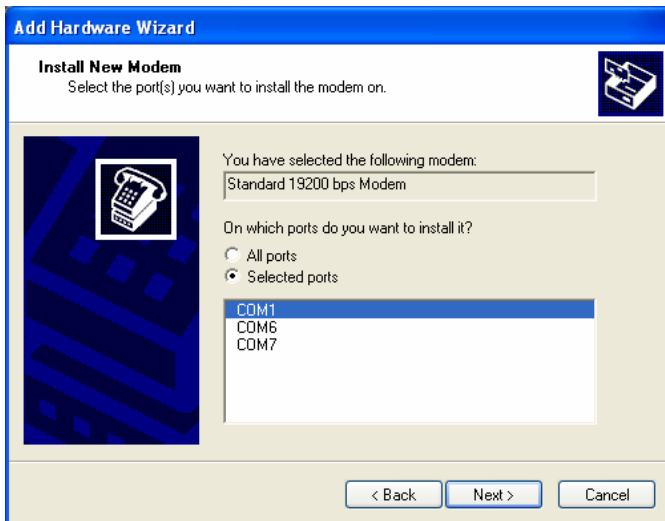 Add Hardware Wizard
Install New Modem
Select the port(s) you want to install the modem on.
You have selected the following modem:
Standard 19200 bps Modem
On which ports do you want to install it?
All ports
Selected ports
COM1
COM6
COM7
< Back
Next >
Cancel